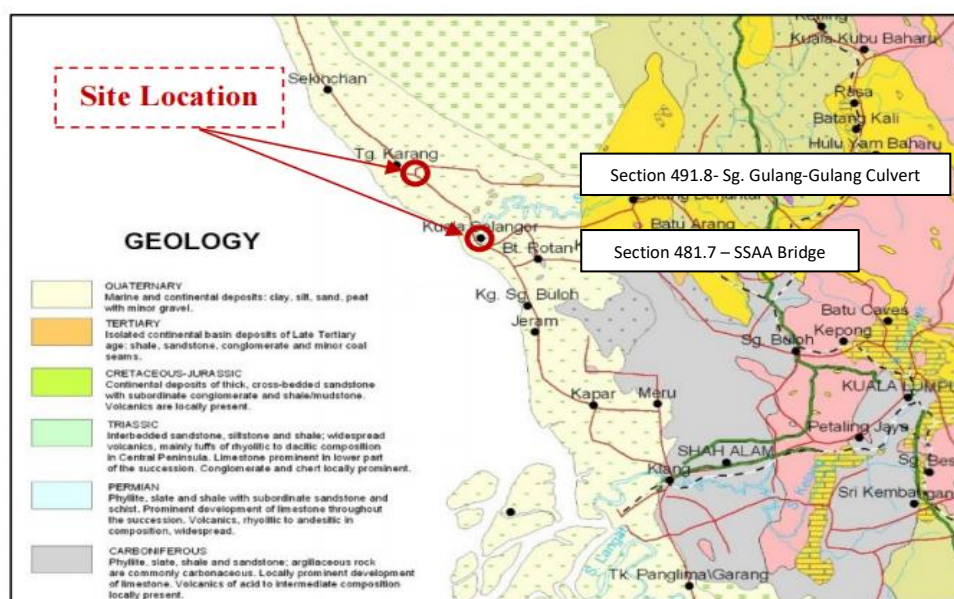 Kuala Kubu Baharu
Rasa
Batang Kali
Hulu Yam Baharu
Sekinchan
Site Location
Tg. Karang
Section 491.8- Sg. Gulang-Gulang Culvert
Batu Arang
Section 481.7 – SSAA Bridge
Bt. Rotan
Kg. Sg. Buloh
Jeram
Batu Caves
Kepong
Sg. Buloh
KUALA LUMPU
Kapar
Meru
Petaling Jaya
SHAH ALAM
Klang
Sg. Bes
Sri Kembangan
Tk. Panglima\Garang
GEOLOGY
QUATERNARY
Marine and continental deposits: clay, silt, sand, peat
with minor gravel.
TERTIARY
Isolated continental basin deposits of Late Tertiary
age: shale, sandstone, conglomerate and minor coal
seams.
CRETACEOUS-JURASSIC
Continental deposits of thick, cross-bedded sandstone
with subordinate conglomerate and shale/mudstone.
Volcanics are locally present.
TRIASSIC
Interbedded sandstone, siltstone and shale; widespread
volcanics, mainly tuffs of rhyolitic to dacitic composition
in Central Peninsula. Limestone prominent in lower part
of the succession. Conglomerate and chert locally prominent.
PERMIAN
Phyllite, slate and shale with subordinate sandstone and
schist. Prominent development of limestone throughout
the succession. Volcanics, rhyolitic to andesitic in
composition, widespread.
CARBONIFEROUS
Phyllite, slate, shale and sandstone; argillaceous rock
are commonly carbonaceous. Locally prominent development
of limestone. Volcanics of acid to intermediate composition
locally present.